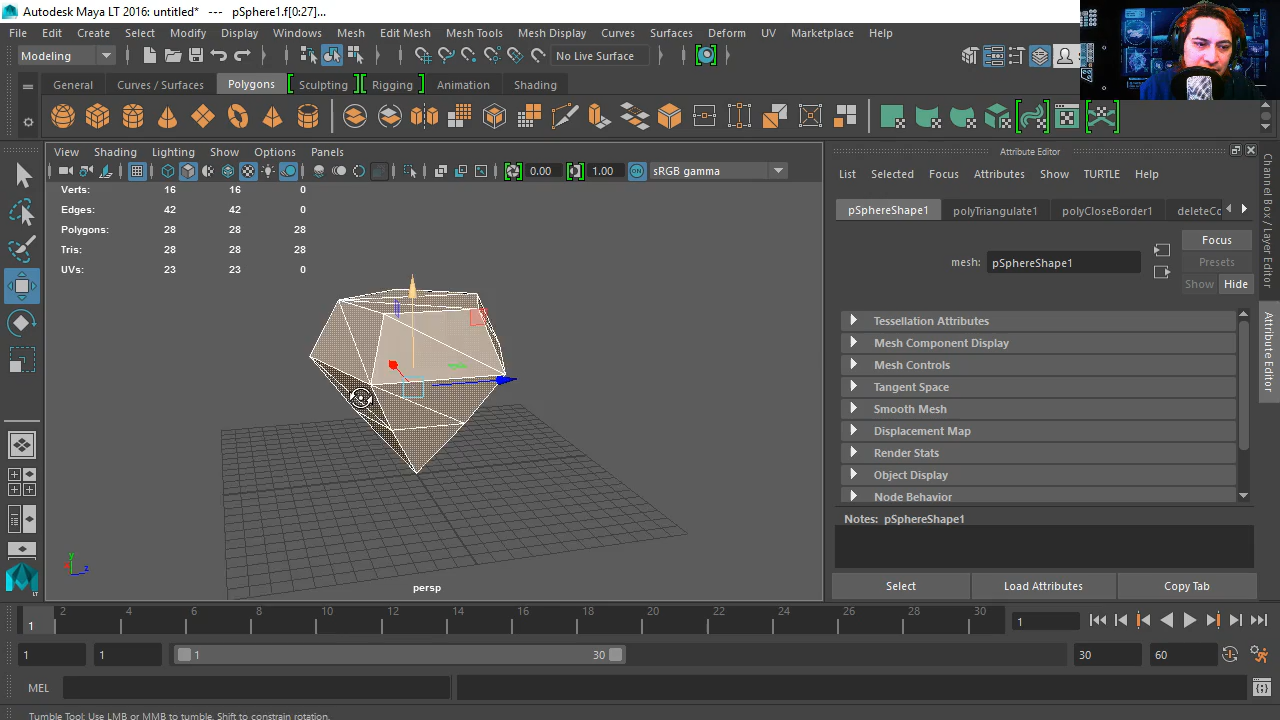 Autodesk Maya LT 2016: untitled* --- pSphere1.f[0:27]...
File Edit Create Select Modify Display Windows Mesh Edit Mesh Mesh Tools Mesh Display Curves Surfaces Deform UV Marketplace Help
Modeling No Live Surface
General Curves / Surfaces Polygons Sculpting Rigging Animation Shading
View Shading Lighting Show Options Renderer Panels
0.00 1.00 ON sRGB gamma
Verts: 16 16 0
Edges: 42 42 0
Polygons: 28 28 28
Tris: 28 28 28
UVs: 23 23 0
y
x z
persp
Attribute Editor
List Selected Focus Attributes Show TURTLE Help
pSphereShape1 polyTriangulate1 polyCloseBorder1 deleteCo
Focus
mesh: pSphereShape1
Presets
Show Hide
Tessellation Attributes
Mesh Component Display
Mesh Controls
Tangent Space
Smooth Mesh
Displacement Map
Render Stats
Object Display
Node Behavior
Notes: pSphereShape1
Select Load Attributes Copy Tab
Channel Box / Layer Editor
Attribute Editor
LT
1 2 4 6 8 10 12 14 16 18 20 22 24 26 28 30 1
1 1 1 30 30 60
MEL
Tumble Tool: Use LMB or MMB to tumble. Shift to constrain rotation.